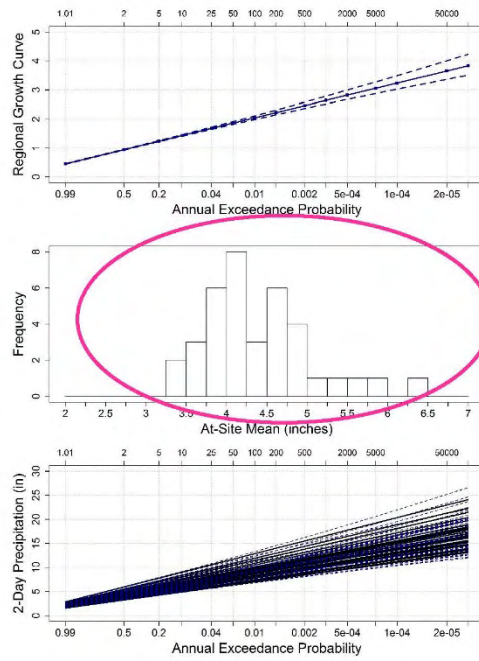 1.01 2 5 10 25 50 100 200 500 2000 5000 50000
Regional Growth Curve
5
4
3
2
1
0
0.99 0.5 0.2 0.04 0.01 0.002 5e-04 1e-04 2e-05
Annual Exceedance Probability
Frequency
8
6
4
2
0
2 2.5 3 3.5 4 4.5 5 5.5 6 6.5 7
At-Site Mean (inches)
1.01 2 5 10 25 50 100 200 500 2000 5000 50000
2-Day Precipitation (in)
30
25
20
15
10
5
0
0.99 0.5 0.2 0.04 0.01 0.002 5e-04 1e-04 2e-05
Annual Exceedance Probability